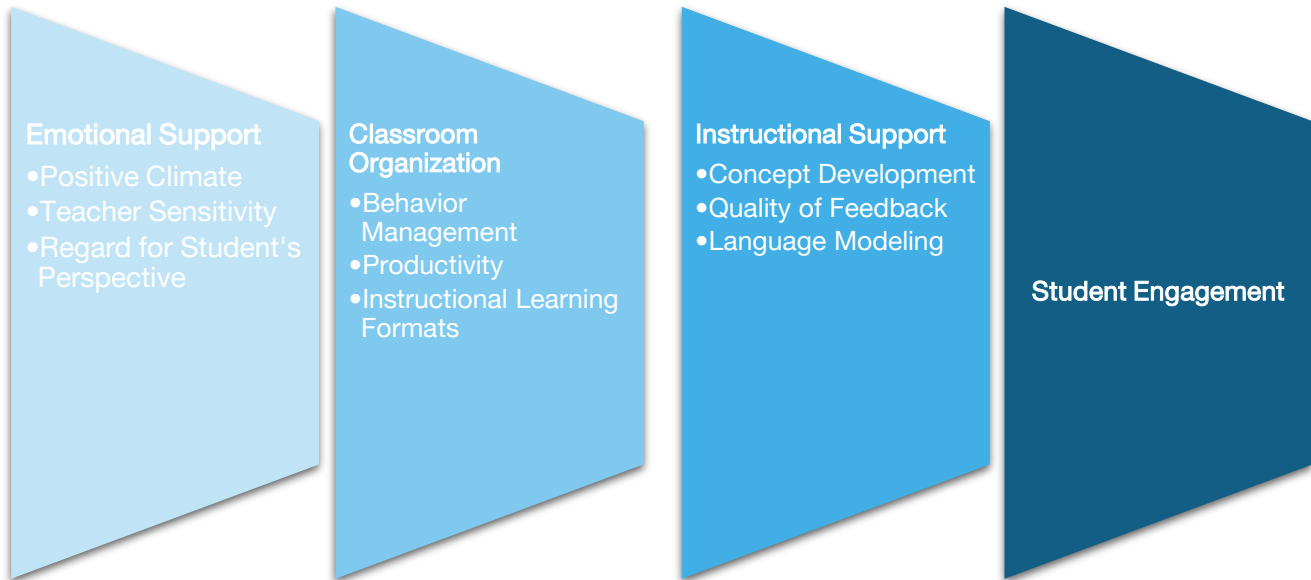 Emotional Support
•Positive Climate
•Teacher Sensitivity
•Regard for Student's
Perspective
Classroom
Organization
•Behavior
Management
•Productivity
•Instructional Learning
Formats
Instructional Support
•Concept Development
•Quality of Feedback
•Language Modeling
Student Engagement